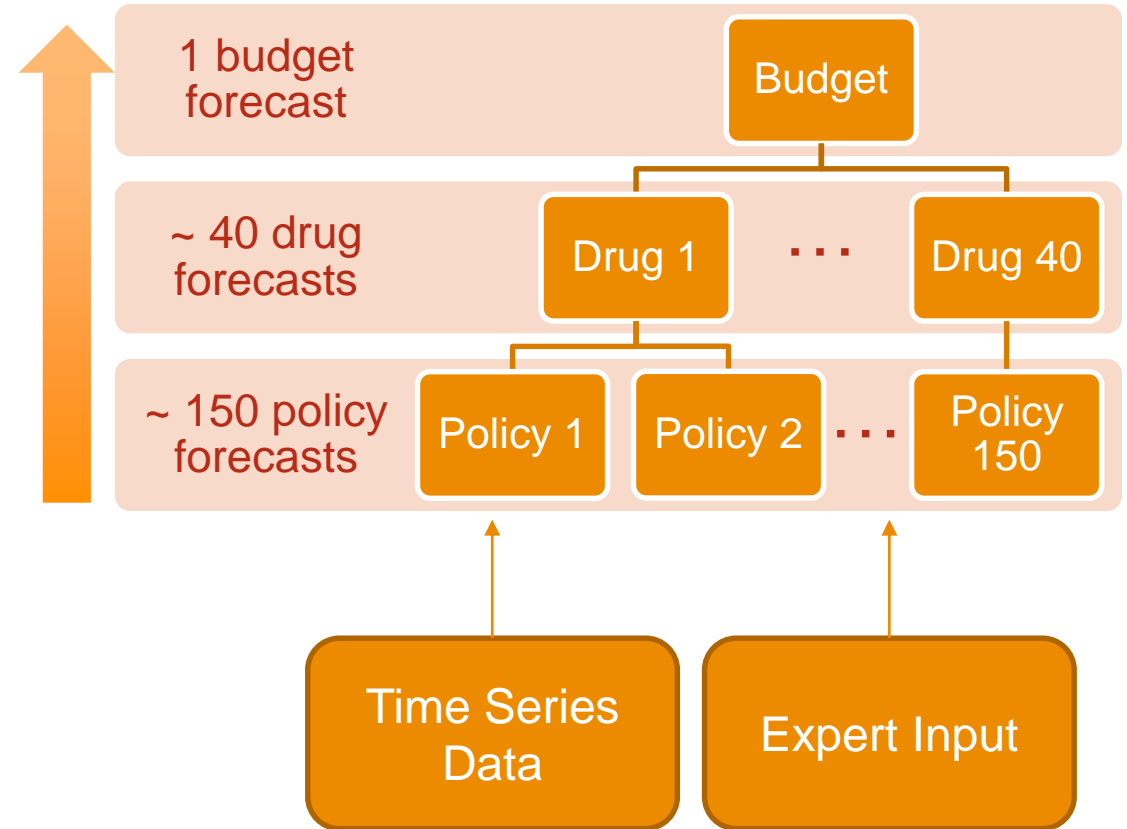 1 budget
forecast
Budget
~ 40 drug
forecasts
Drug 1
...
Drug 40
~ 150 policy
forecasts
Policy 1
Policy 2
...
Policy
150
Time Series
Data
Expert Input